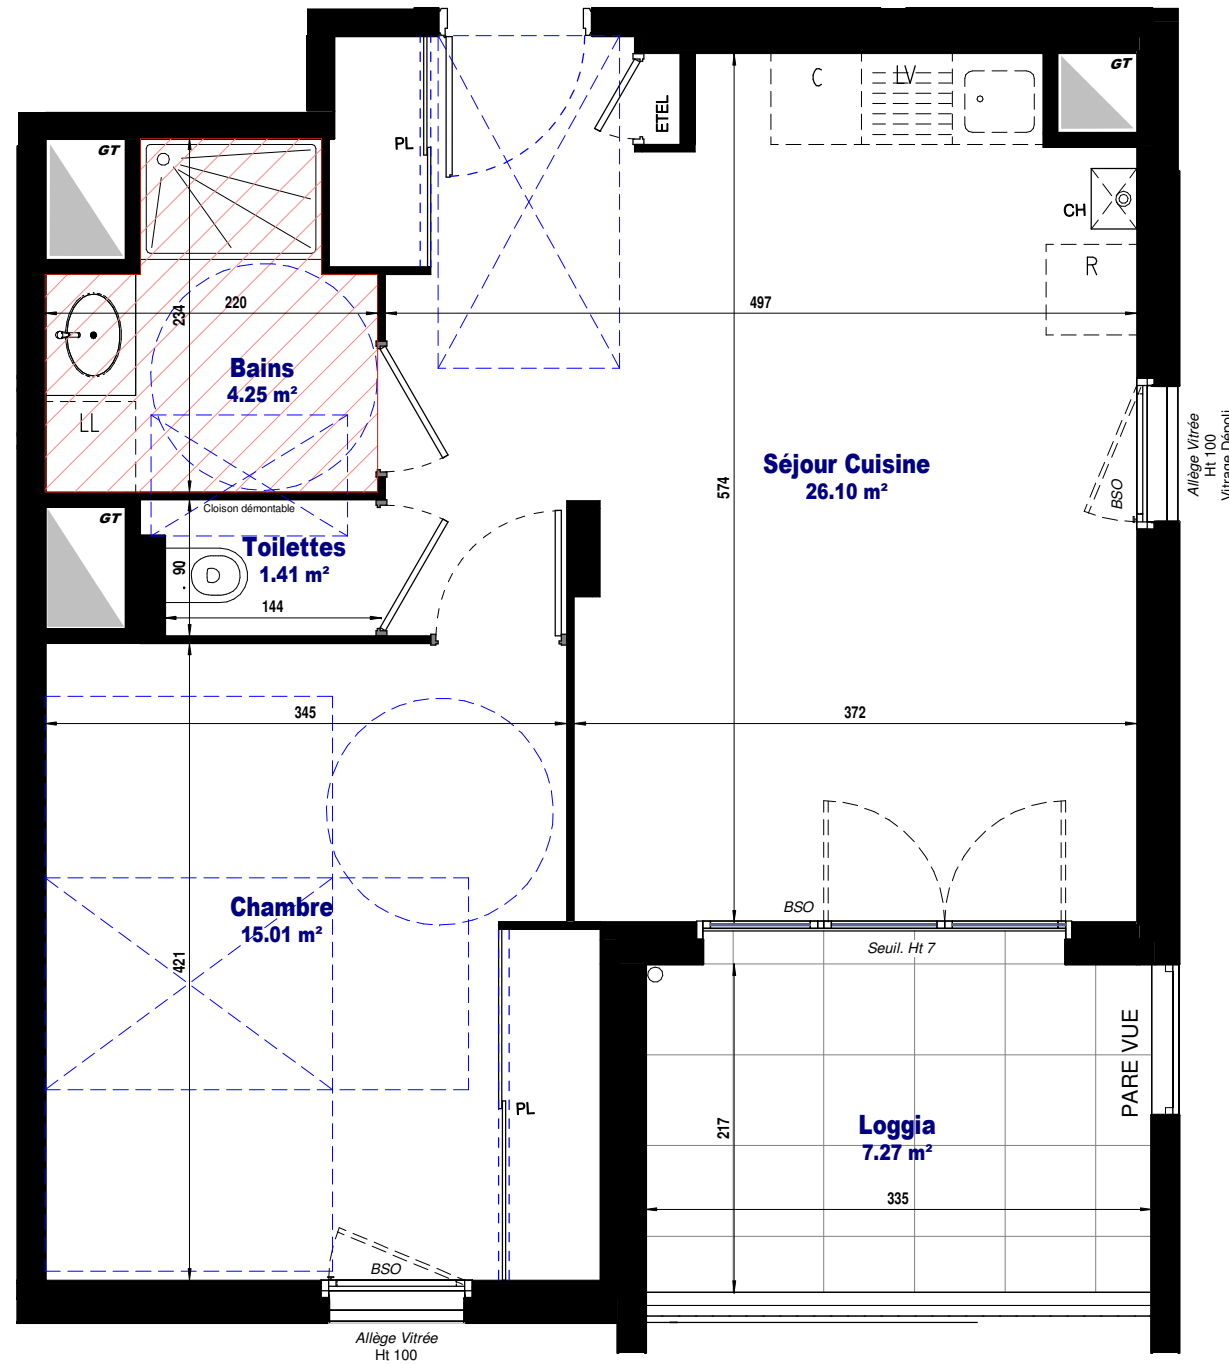 GT
C
LV
GT
PL
ETEL
CH
R
220
234
497
Bains
4.25 m²
LL
Séjour Cuisine
26.10 m²
574
BSO
Allège Vitrée
Ht 100
Vitrage Dépoli
GT
Cloison démontable
Toilettes
1.41 m²
90
144
345
372
Chambre
15.01 m²
421
BSO
Seuil. Ht 7
PARE VUE
PL
217
Loggia
7.27 m²
335
BSO
Allège Vitrée
Ht 100